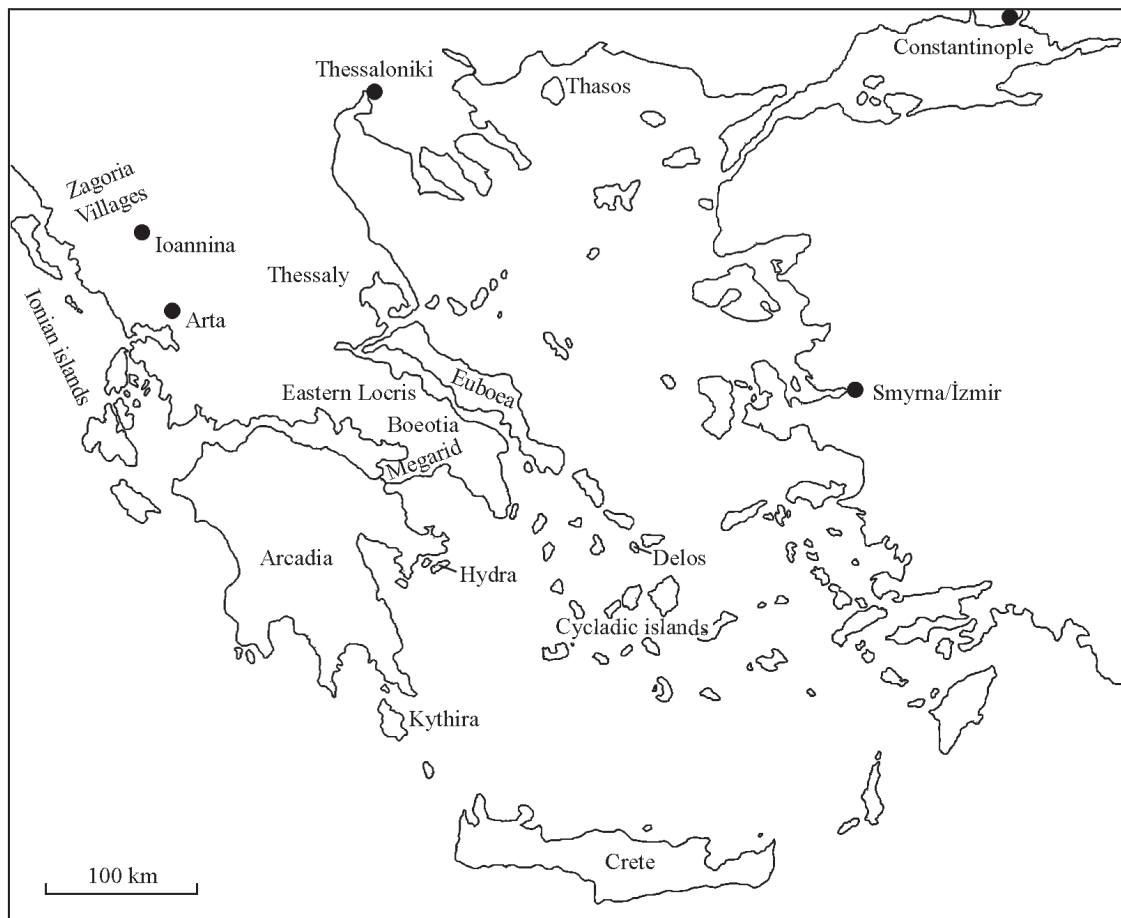 Constantinople
Thessaloniki
Thasos
Zagoria
Villages
Ioannina
Thessaly
Ionian islands
Arta
Eastern Locris
Euboea
Smyrna/İzmir
Boeotia
Megarid
Arcadia
Hydra
Delos
Cycladic islands
Kythira
Crete
100 km